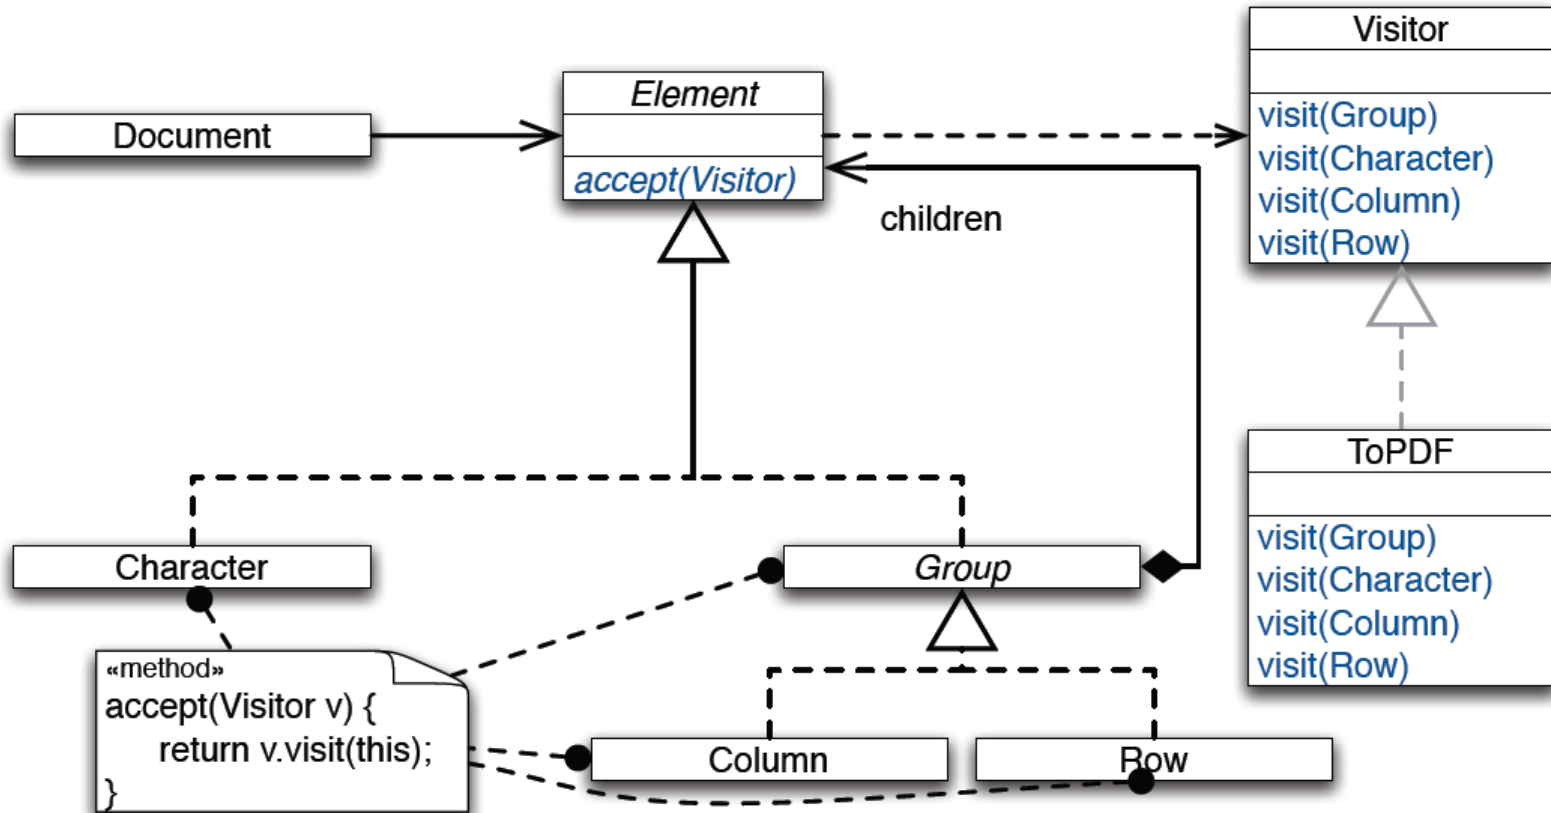 Visitor
Element
visit(Group)
Document
visit(Character)
accept(Visitor)
visit(Column)
children
visit(Row)
ToPDF
visit(Group)
Character
Group
visit(Character)
visit(Column)
«method»
visit(Row)
accept(Visitor v) {
return v.visit(this);
Column
Row
}